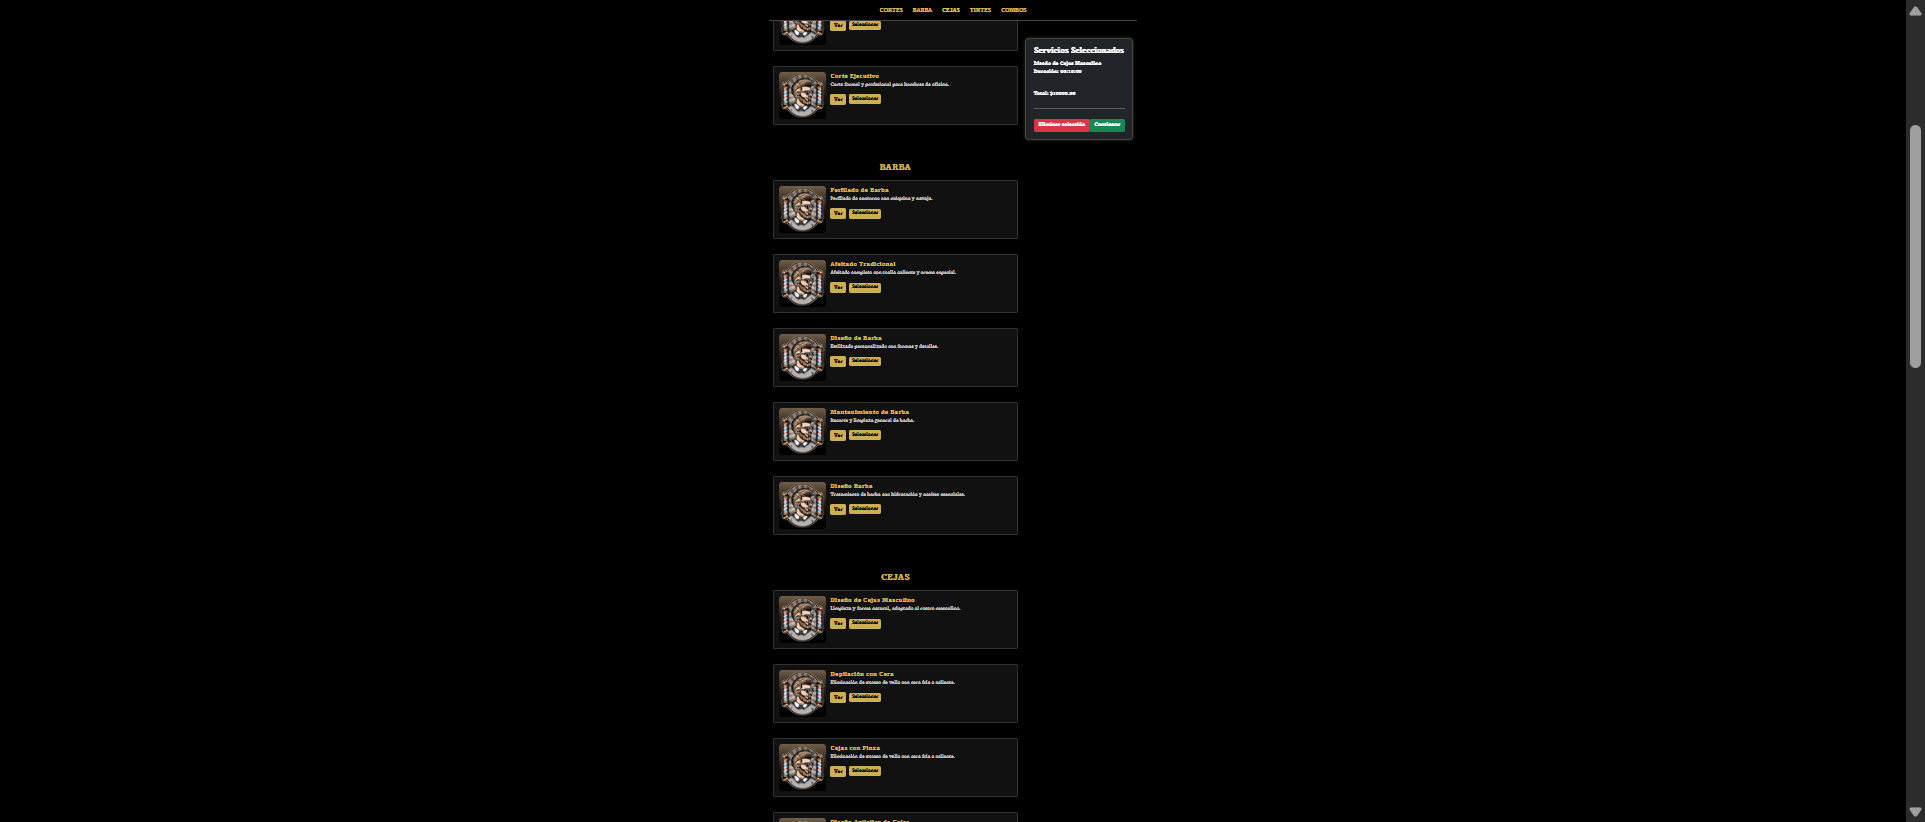 CORTES BARBA CEJAS TINTES COMBOS
Ver Seleccionar
Servicios Seleccionados
Diseño de Cejas Masculino
Duración: 00:10:00
Total: $10000.00
Eliminar selección Continuar
Corte Ejecutivo
Corte formal y profesional para hombres de oficina.
Ver Seleccionar
BARBA
Perfilado de Barba
Perfilado de contorno con máquina y navaja.
Ver Seleccionar
Afeitado Tradicional
Afeitado completo con toalla caliente y crema especial.
Ver Seleccionar
Diseño de Barba
Estilizado personalizado con formas y detalles.
Ver Seleccionar
Mantenimiento de Barba
Recorte y limpieza general de barba.
Ver Seleccionar
Diseño Barba
Tratamiento de barba con hidratación y aceites esenciales.
Ver Seleccionar
CEJAS
Diseño de Cejas Masculino
Limpieza y forma natural, adaptado al rostro masculino.
Ver Seleccionar
Depilación con Cera
Eliminación de exceso de vello con cera fría o caliente.
Ver Seleccionar
Cejas con Pinza
Eliminación de exceso de vello con cera fría o caliente.
Ver Seleccionar